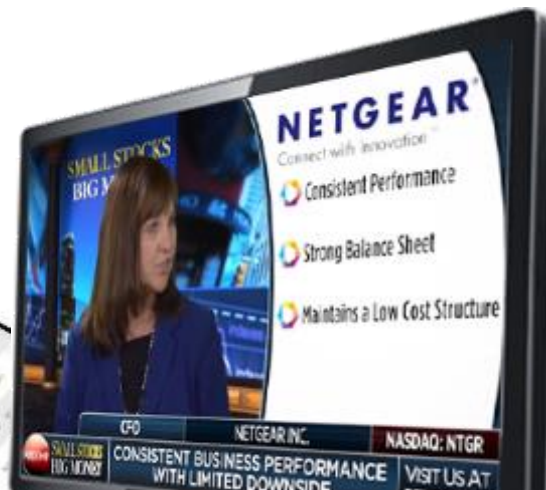 SMALL STOCKS
BIG
NETGEAR
Connect with Innovation™
Consistent Performance
Strong Balance Sheet
Maintains a Low Cost Structure
CFO
NETGEAR INC.
NASDAQ: NTGR
SMALL STOCKS
BIG MONEY
CONSISTENT BUSINESS PERFORMANCE
WITH LIMITED DOWNSIDE
VISIT US AT